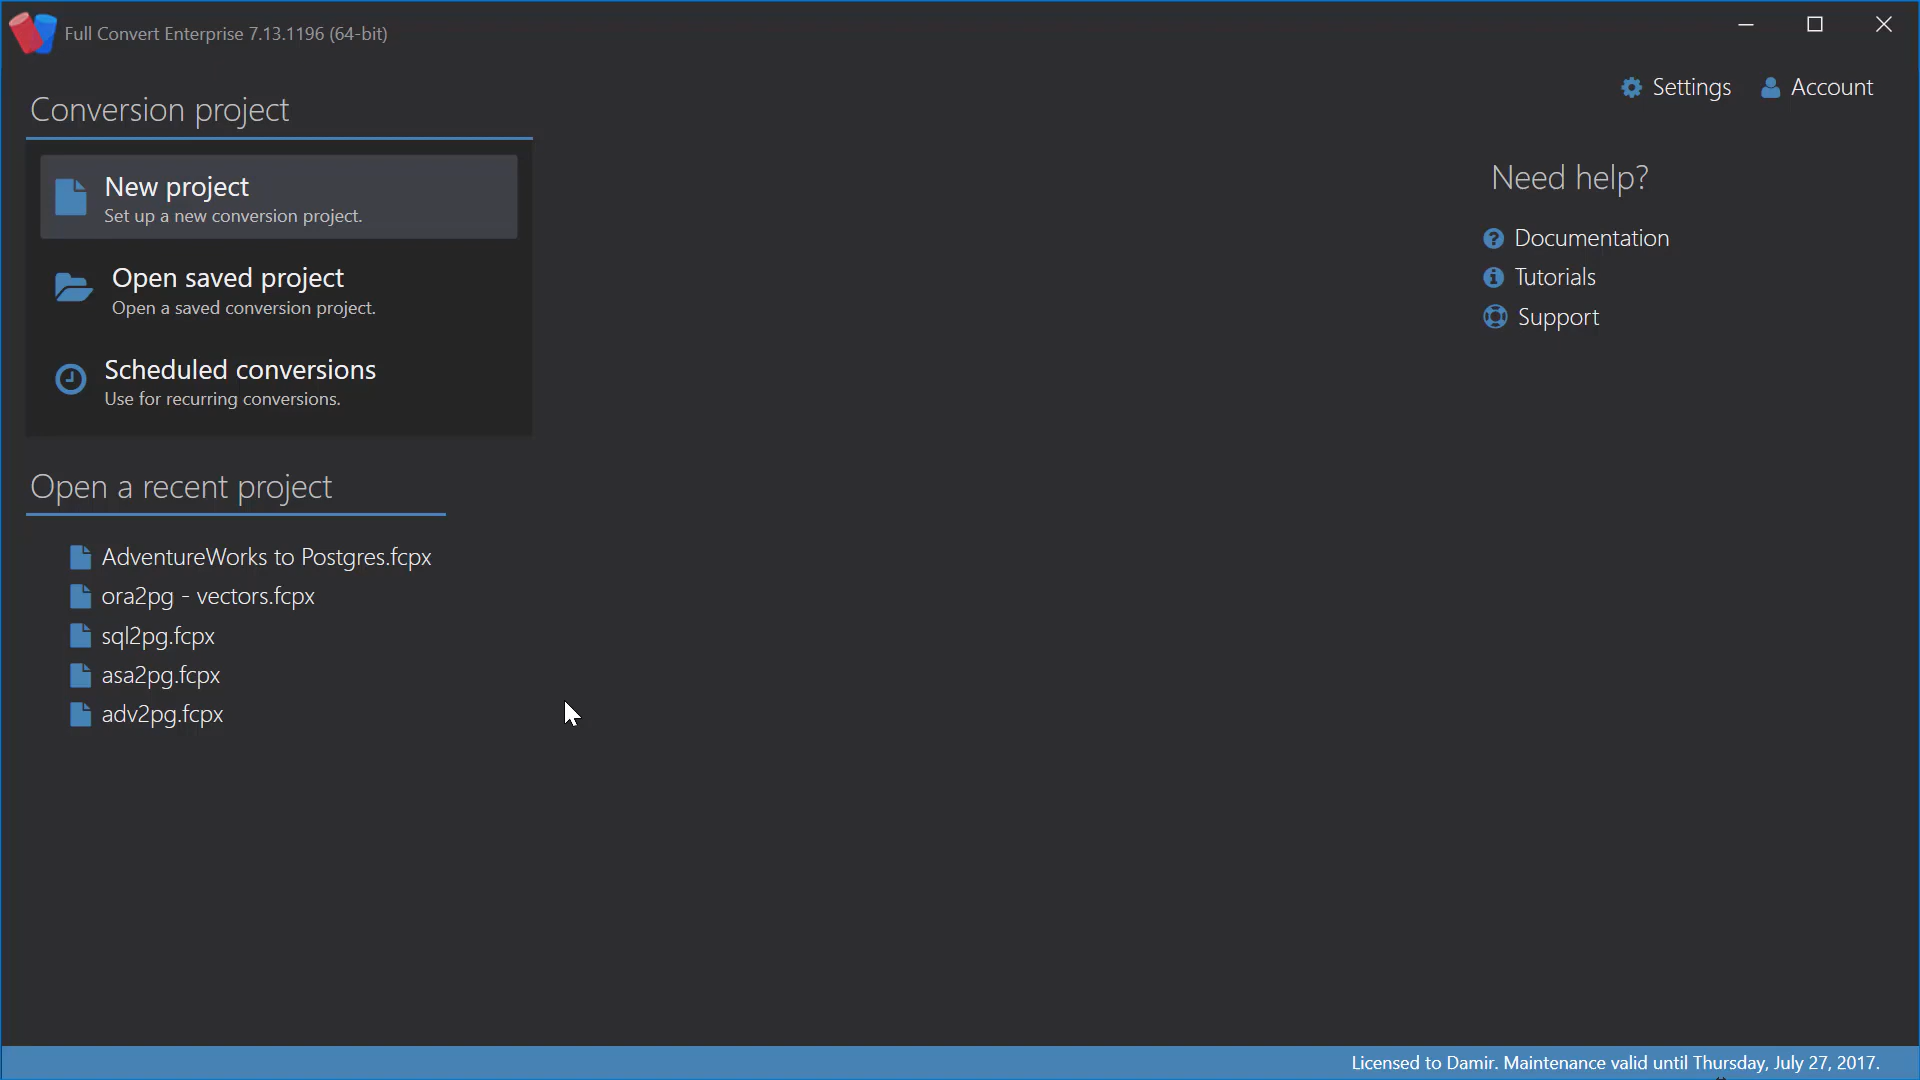 Full Convert Enterprise 7.13.1196 (64-bit)
Settings
Account
Conversion project
New project
Set up a new conversion project.
Open saved project
Open a saved conversion project.
Scheduled conversions
Use for recurring conversions.
Need help?
Documentation
Tutorials
Support
Open a recent project
AdventureWorks to Postgres.fcpx
ora2pg - vectors.fcpx
sql2pg.fcpx
asa2pg.fcpx
adv2pg.fcpx
Licensed to Damir. Maintenance valid until Thursday, July 27, 2017.